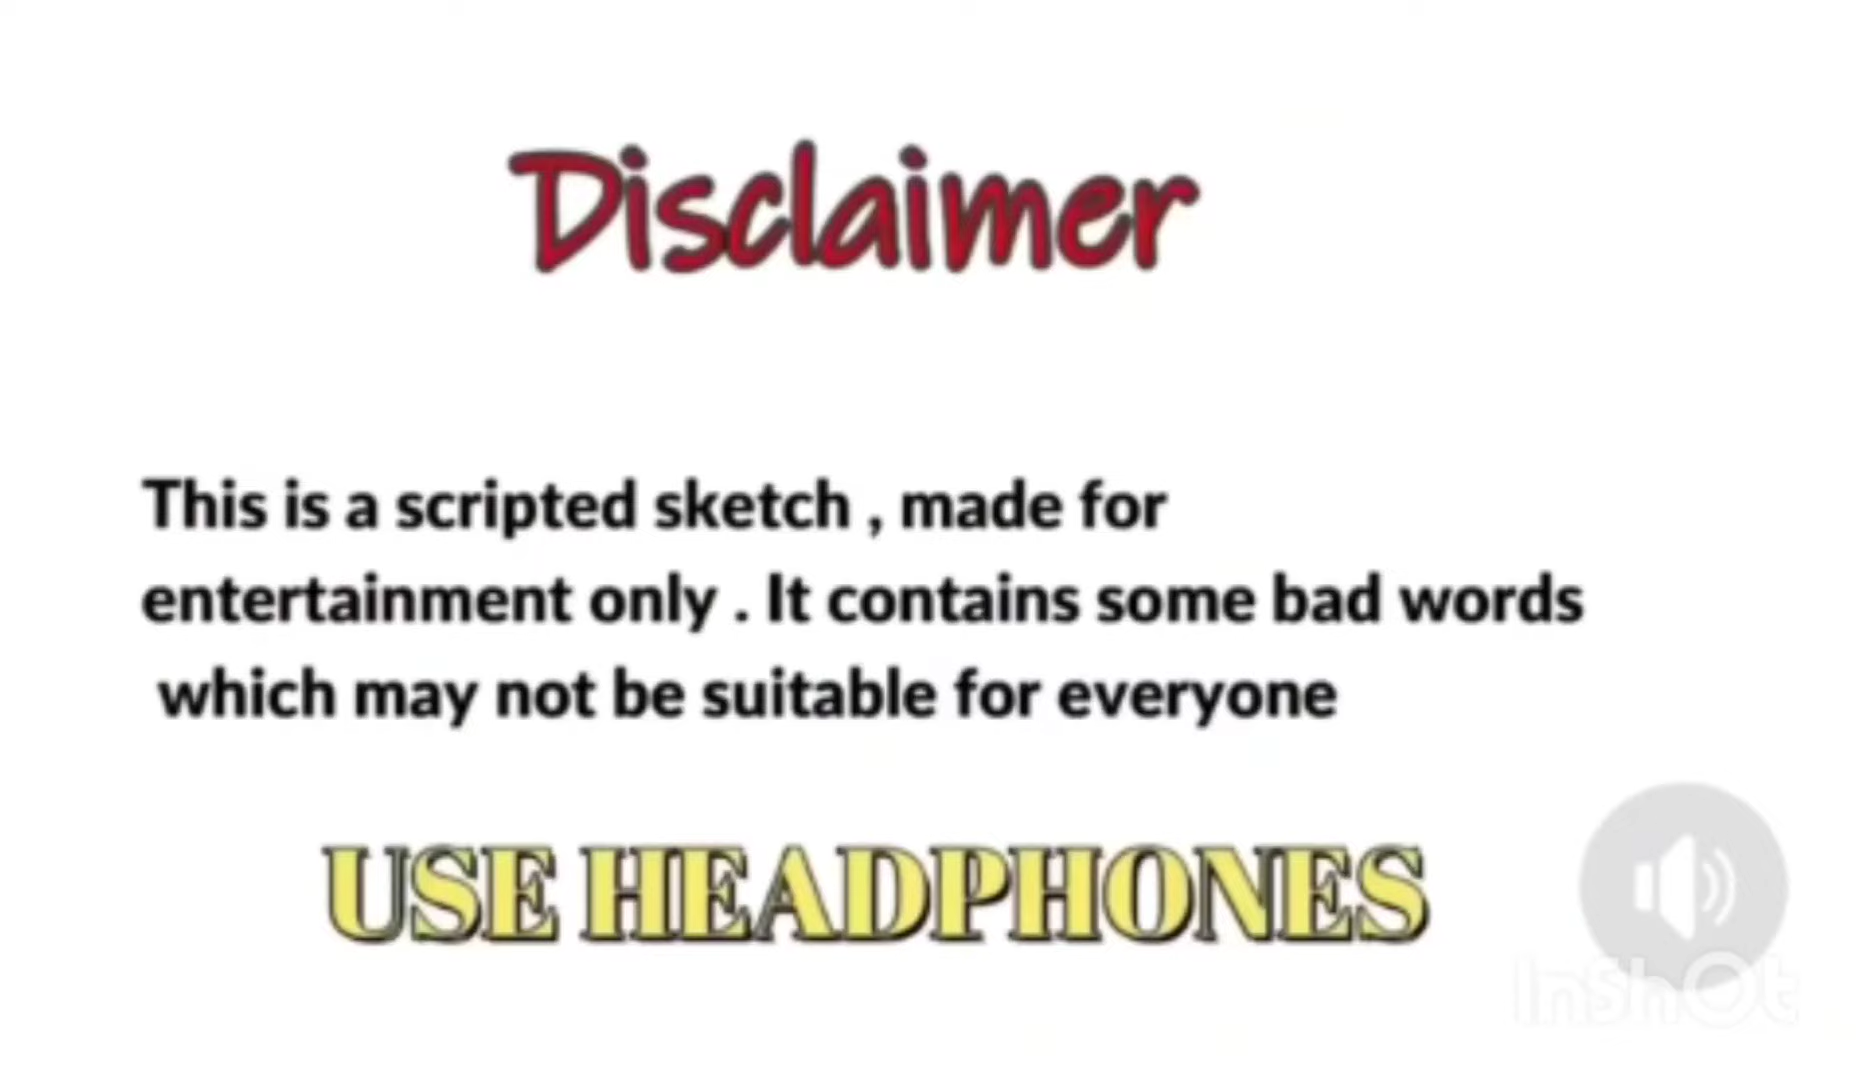 Disclaimer
This is a scripted sketch , made for
entertainment only . It contains some bad words
which may not be suitable for everyone
USE HEADPHONES
InShOt